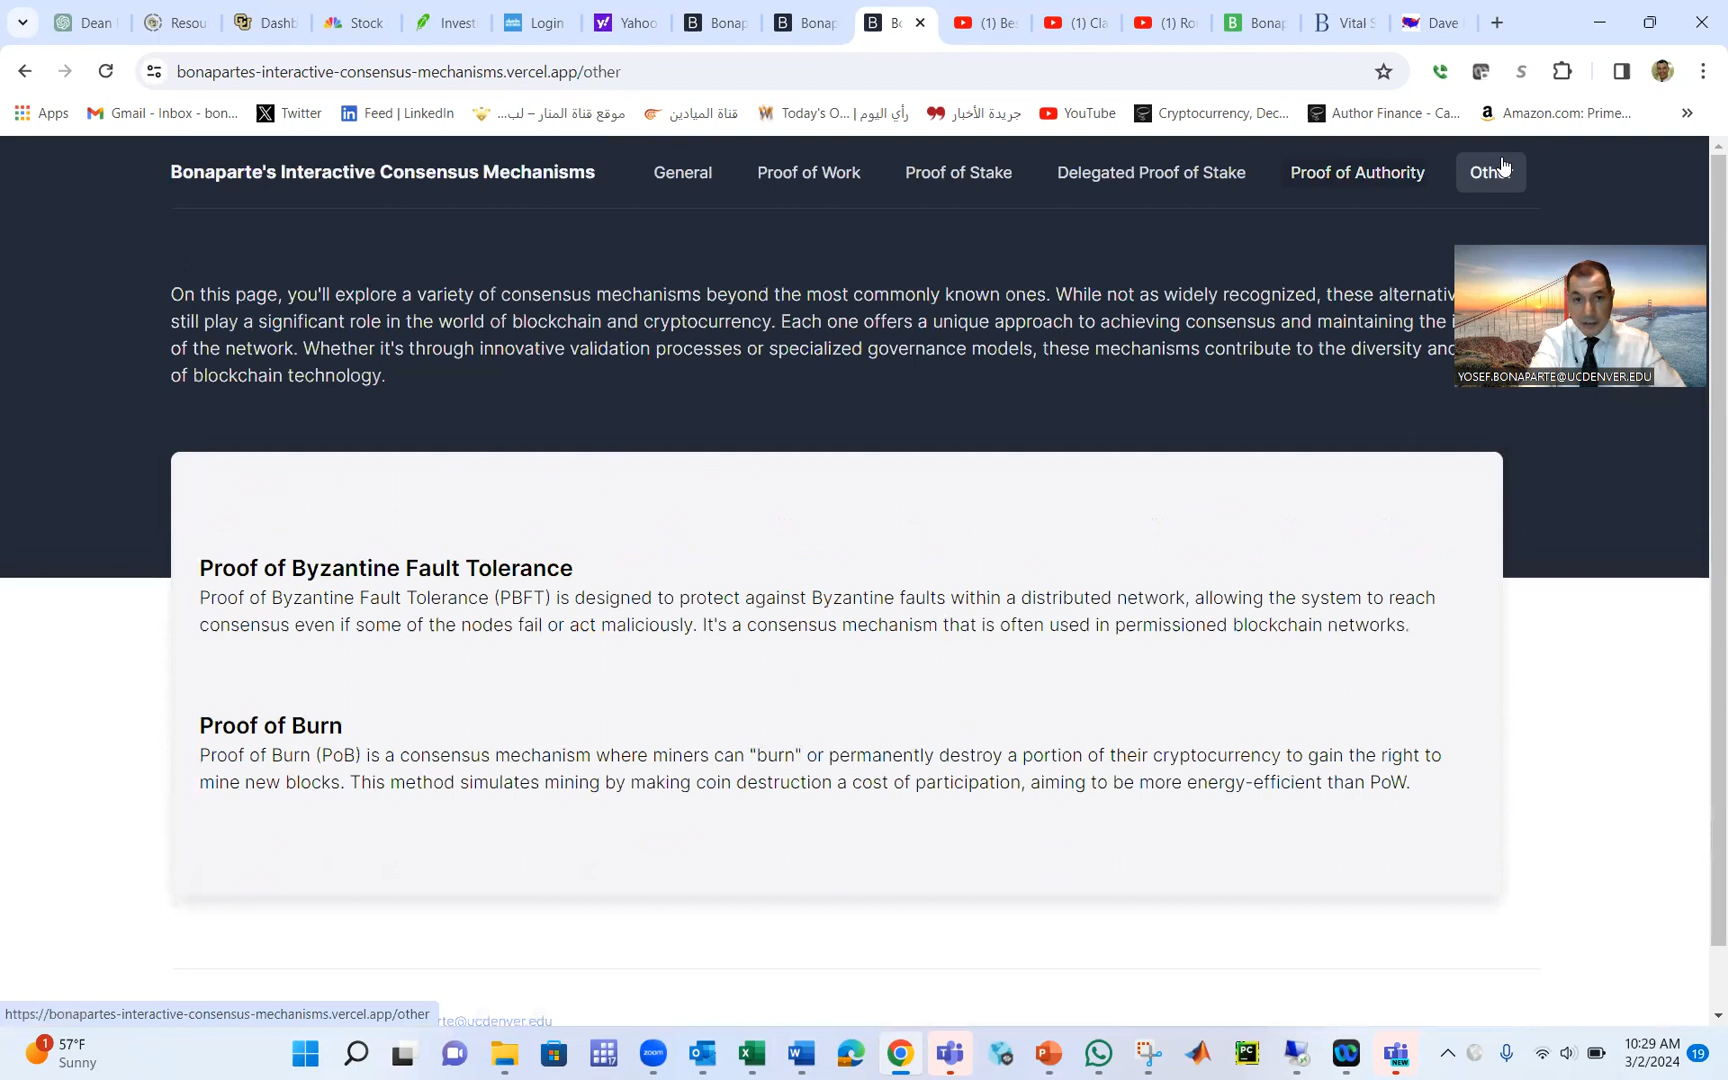 Dean
Resou
Dashb
Stock
Invest
Login
Yahoo
Bonap
Bonap
Bo
(1) Be
(1) Cla
(1) Ro
Bonap
Vital S
Dave
bonapartes-interactive-consensus-mechanisms.vercel.app/other
Apps
Gmail - Inbox - bon...
Twitter
Feed | LinkedIn
موقع قناة المنار – لب...
قناة الميادين
Today's O... | رأي اليوم
جريدة الأخبار
YouTube
Cryptocurrency, Dec...
Author Finance - Ca...
Amazon.com: Prime...
Bonaparte's Interactive Consensus Mechanisms
General
Proof of Work
Proof of Stake
Delegated Proof of Stake
Proof of Authority
On this page, you'll explore a variety of consensus mechanisms beyond the most commonly known ones. While not as widely recognized, these alternativ
still play a significant role in the world of blockchain and cryptocurrency. Each one offers a unique approach to achieving consensus and maintaining the i
of the network. Whether it's through innovative validation processes or specialized governance models, these mechanisms contribute to the diversity and
of blockchain technology.
YOSEF.BONAPARTE@UCDENVER.EDU
Proof of Byzantine Fault Tolerance
Proof of Byzantine Fault Tolerance (PBFT) is designed to protect against Byzantine faults within a distributed network, allowing the system to reach
consensus even if some of the nodes fail or act maliciously. It's a consensus mechanism that is often used in permissioned blockchain networks.
Proof of Burn
Proof of Burn (PoB) is a consensus mechanism where miners can "burn" or permanently destroy a portion of their cryptocurrency to gain the right to
mine new blocks. This method simulates mining by making coin destruction a cost of participation, aiming to be more energy-efficient than PoW.
https://bonapartes-interactive-consensus-mechanisms.vercel.app/other
rte@ucdenver.edu
57°F
Sunny
10:29 AM
3/2/2024
19